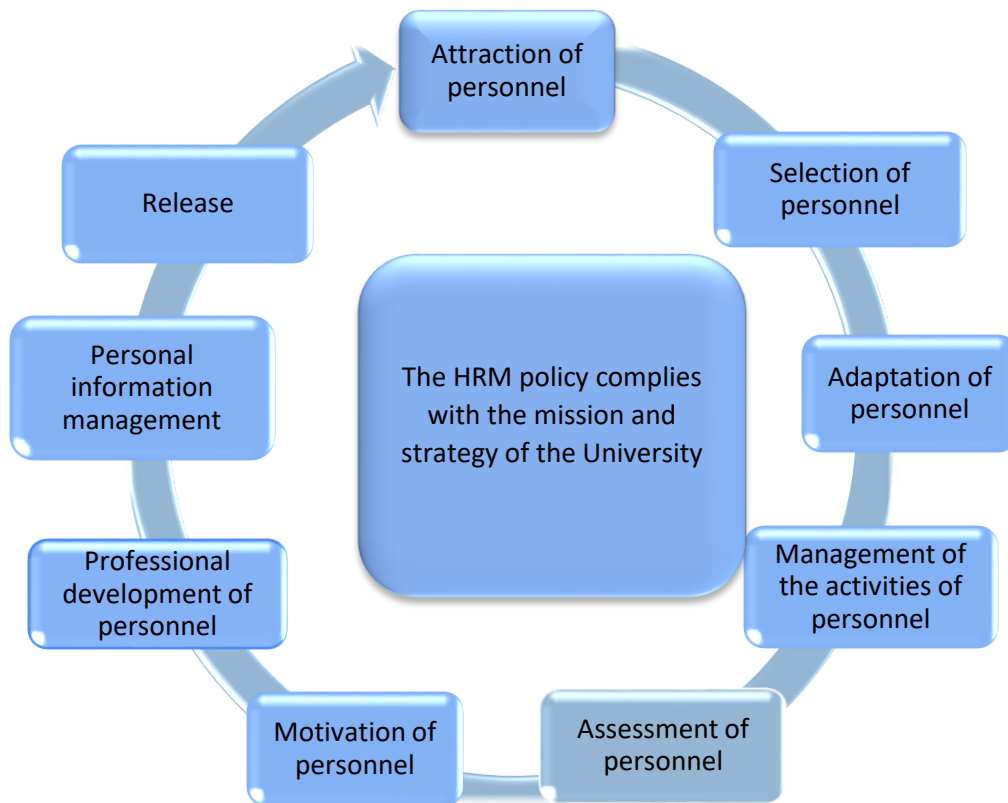 Attraction of
personnel
Selection of
personnel
Adaptation of
personnel
Management of
the activities of
personnel
Assessment of
personnel
Motivation of
personnel
Professional
development of
personnel
Personal
information
management
Release
The HRM policy complies
with the mission and
strategy of the University